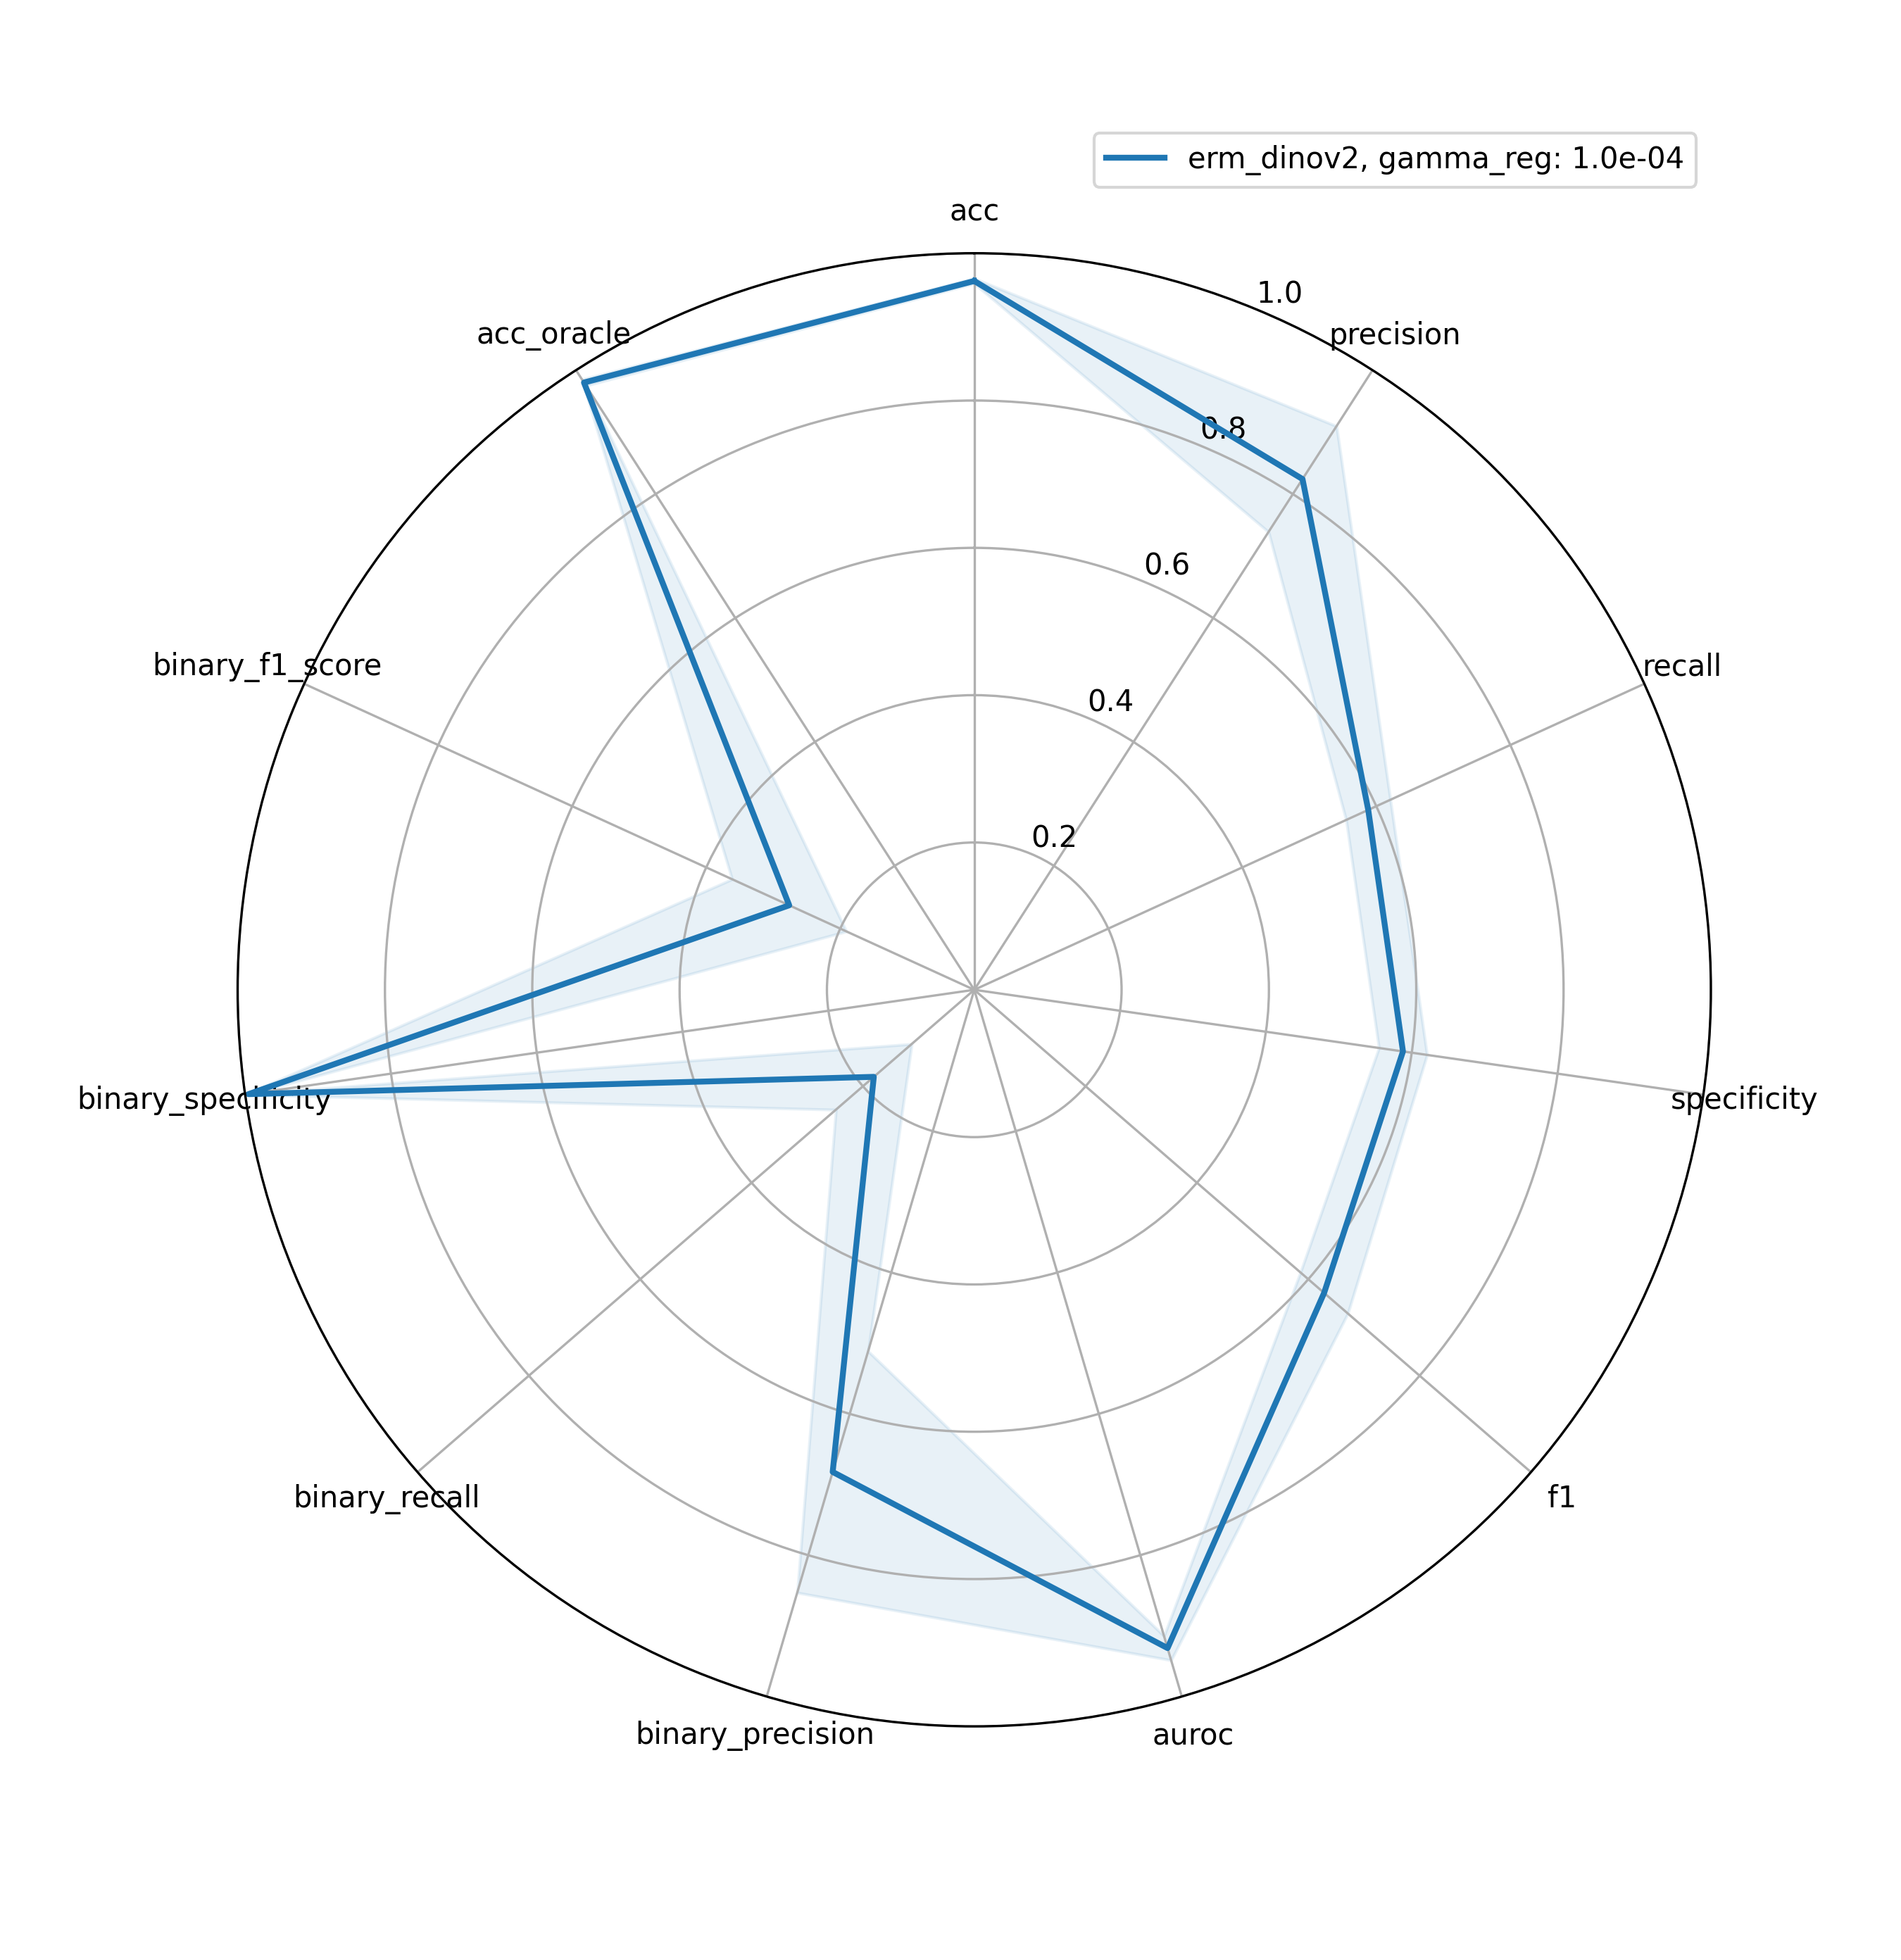 erm_dinov2, gamma_reg: 1.0e-04
acc
1.0
acc_oracle
precision
0.8
0.6
binary_f1_score
recall
0.4
0.2
binary_specificity
specificity
binary_recall
f1
binary_precision
auroc